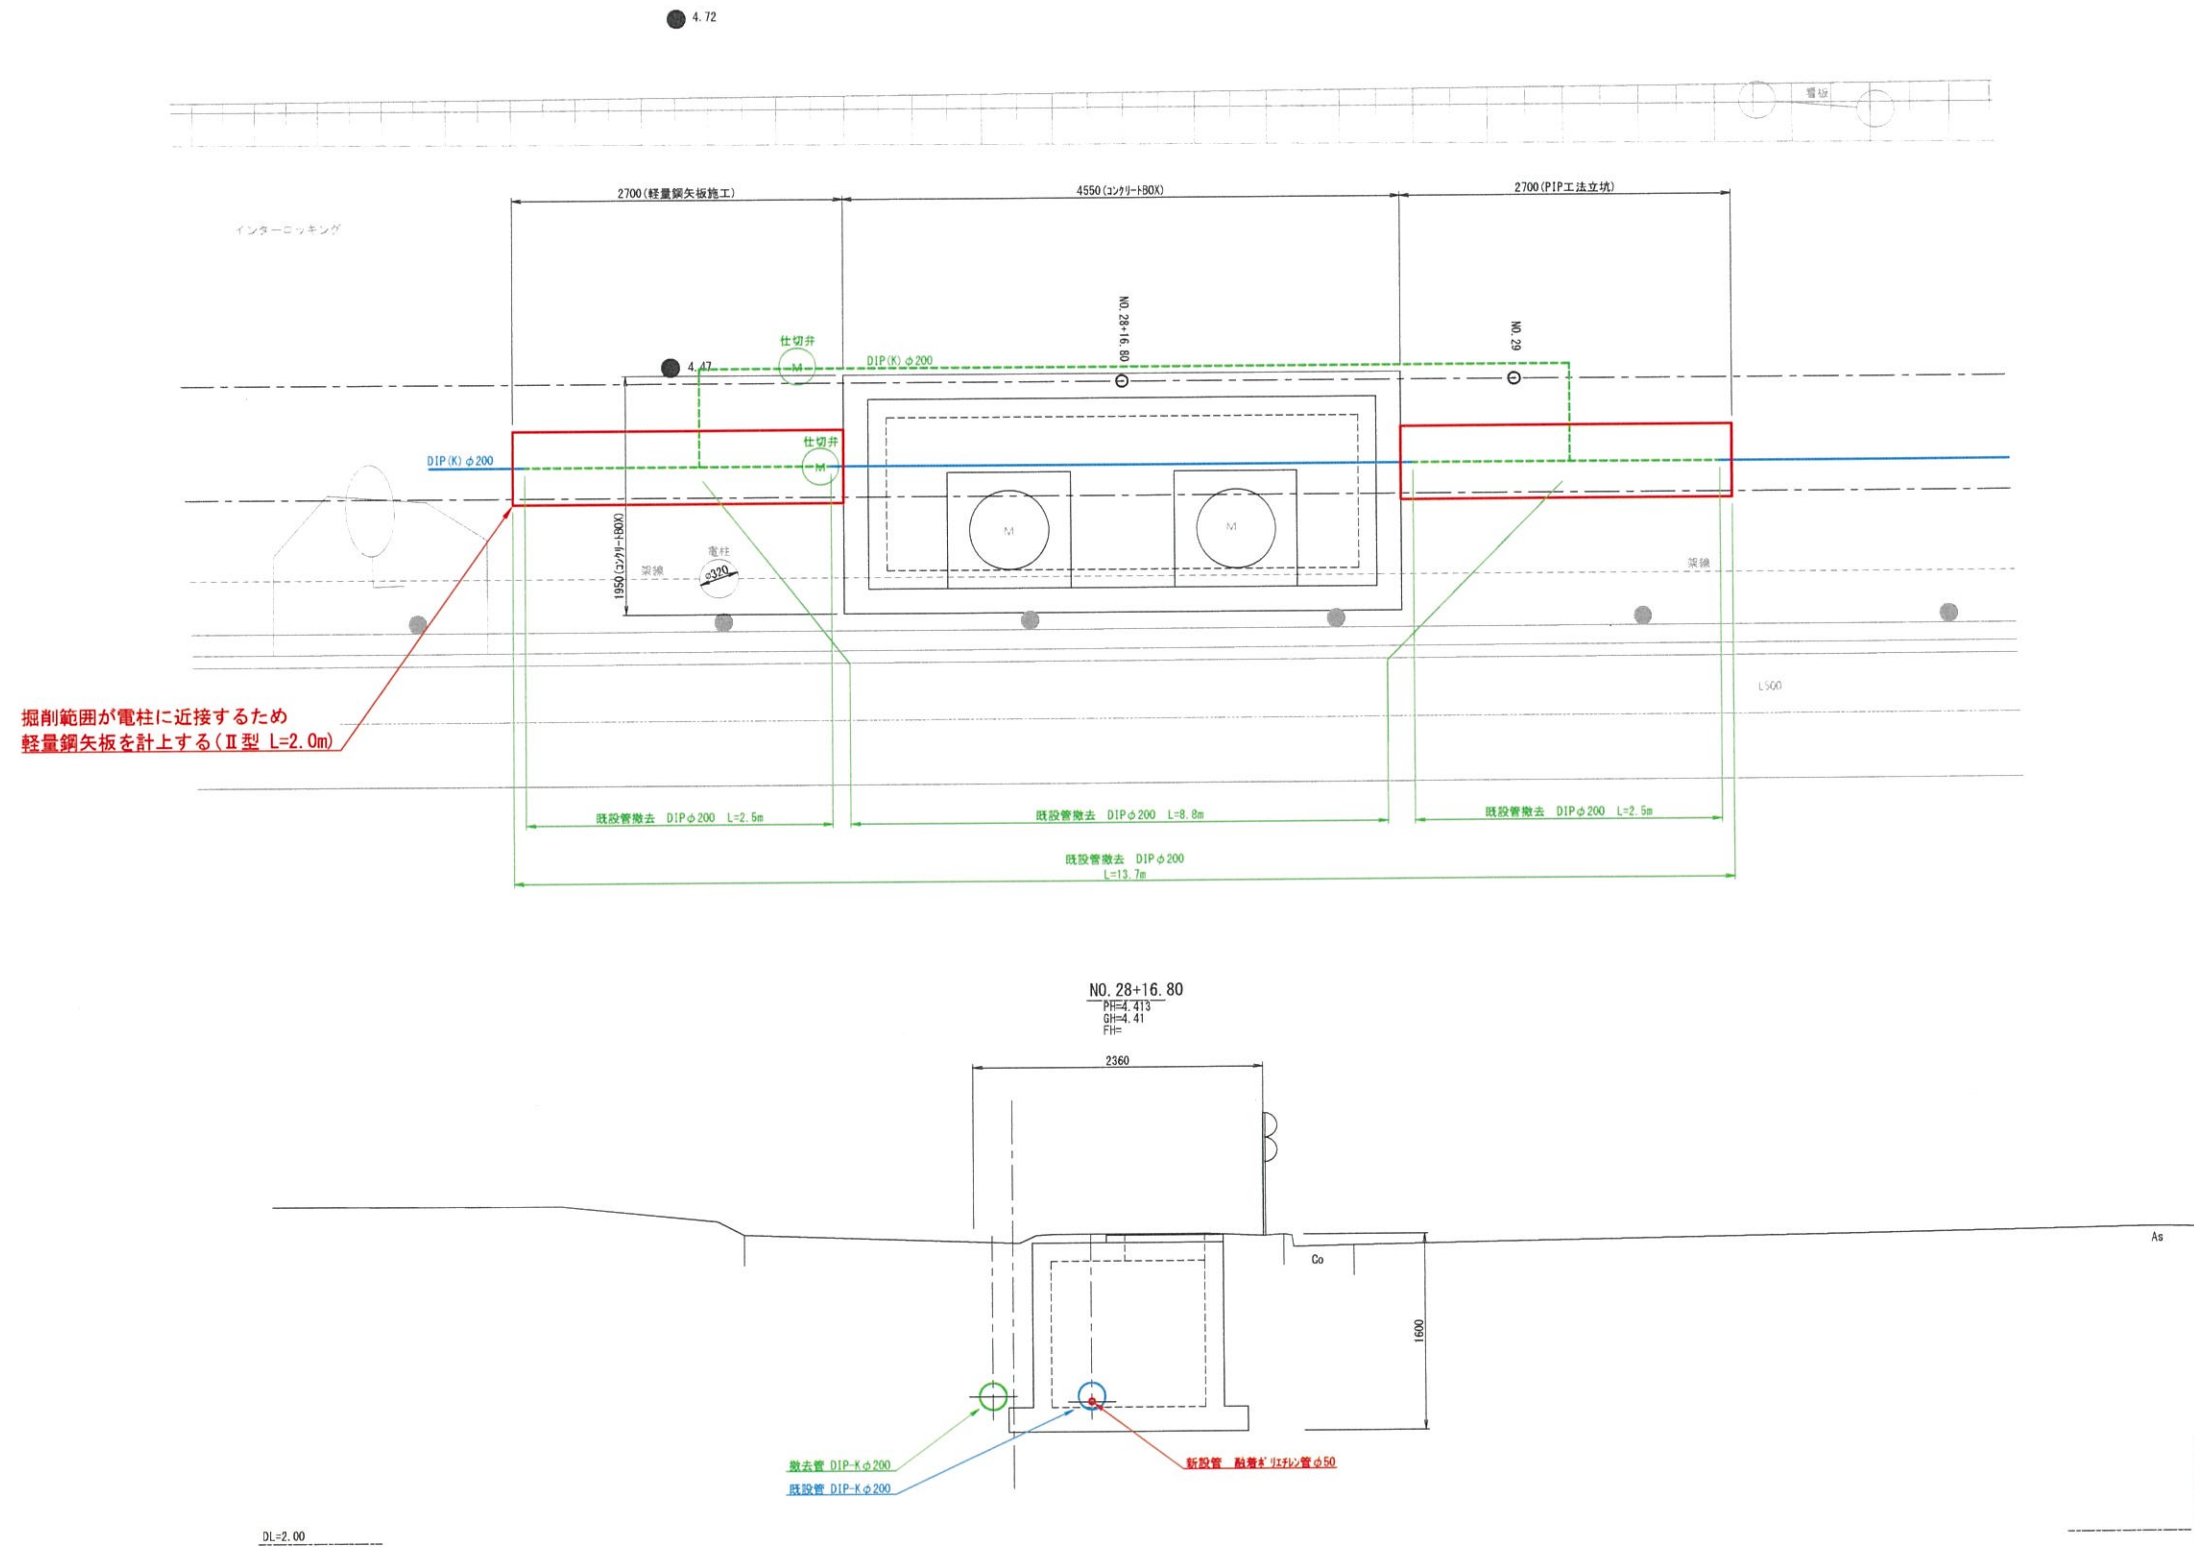 4.72
看板
2700(軽量鋼矢板施工)
4550(ｺﾝｸﾘｰﾄBOX)
2700(PIP工法立坑)
インターロッキング
NO.28+16.80
NO.29
仕切弁
M
DIP(K)φ200
4.47
仕切弁
M
DIP(K)φ200
1950(ｺﾝｸﾘｰﾄBOX)
M
M
電柱
φ320
架線
架線
L500
掘削範囲が電柱に近接するため
軽量鋼矢板を計上する(Ⅱ型 L=2.0m)
既設管撤去 DIPφ200 L=2.5m
既設管撤去 DIPφ200 L=8.8m
既設管撤去 DIPφ200 L=2.5m
既設管撤去 DIPφ200
L=13.7m
NO.28+16.80
PH=4.413
GH=4.41
FH=
2360
As
Co
1600
撤去管 DIP-Kφ200
既設管 DIP-Kφ200
新設管 融着ﾎﾟﾘｴﾁﾚﾝ管φ50
DL=2.00